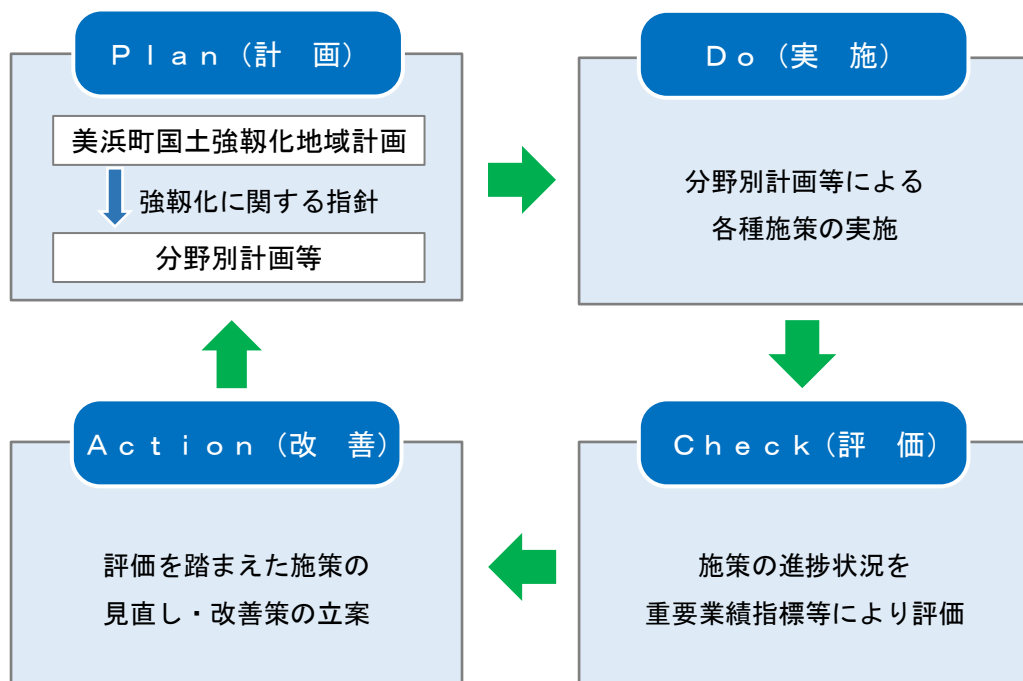 Ｐｌａｎ（計　画）
美浜町国土強靱化地域計画
強靱化に関する指針
分野別計画等
Ｄｏ（実　施）
分野別計画等による
各種施策の実施
Ｃｈｅｃｋ（評　価）
施策の進捗状況を
重要業績指標等により評価
Ａｃｔｉｏｎ（改　善）
評価を踏まえた施策の
見直し・改善策の立案